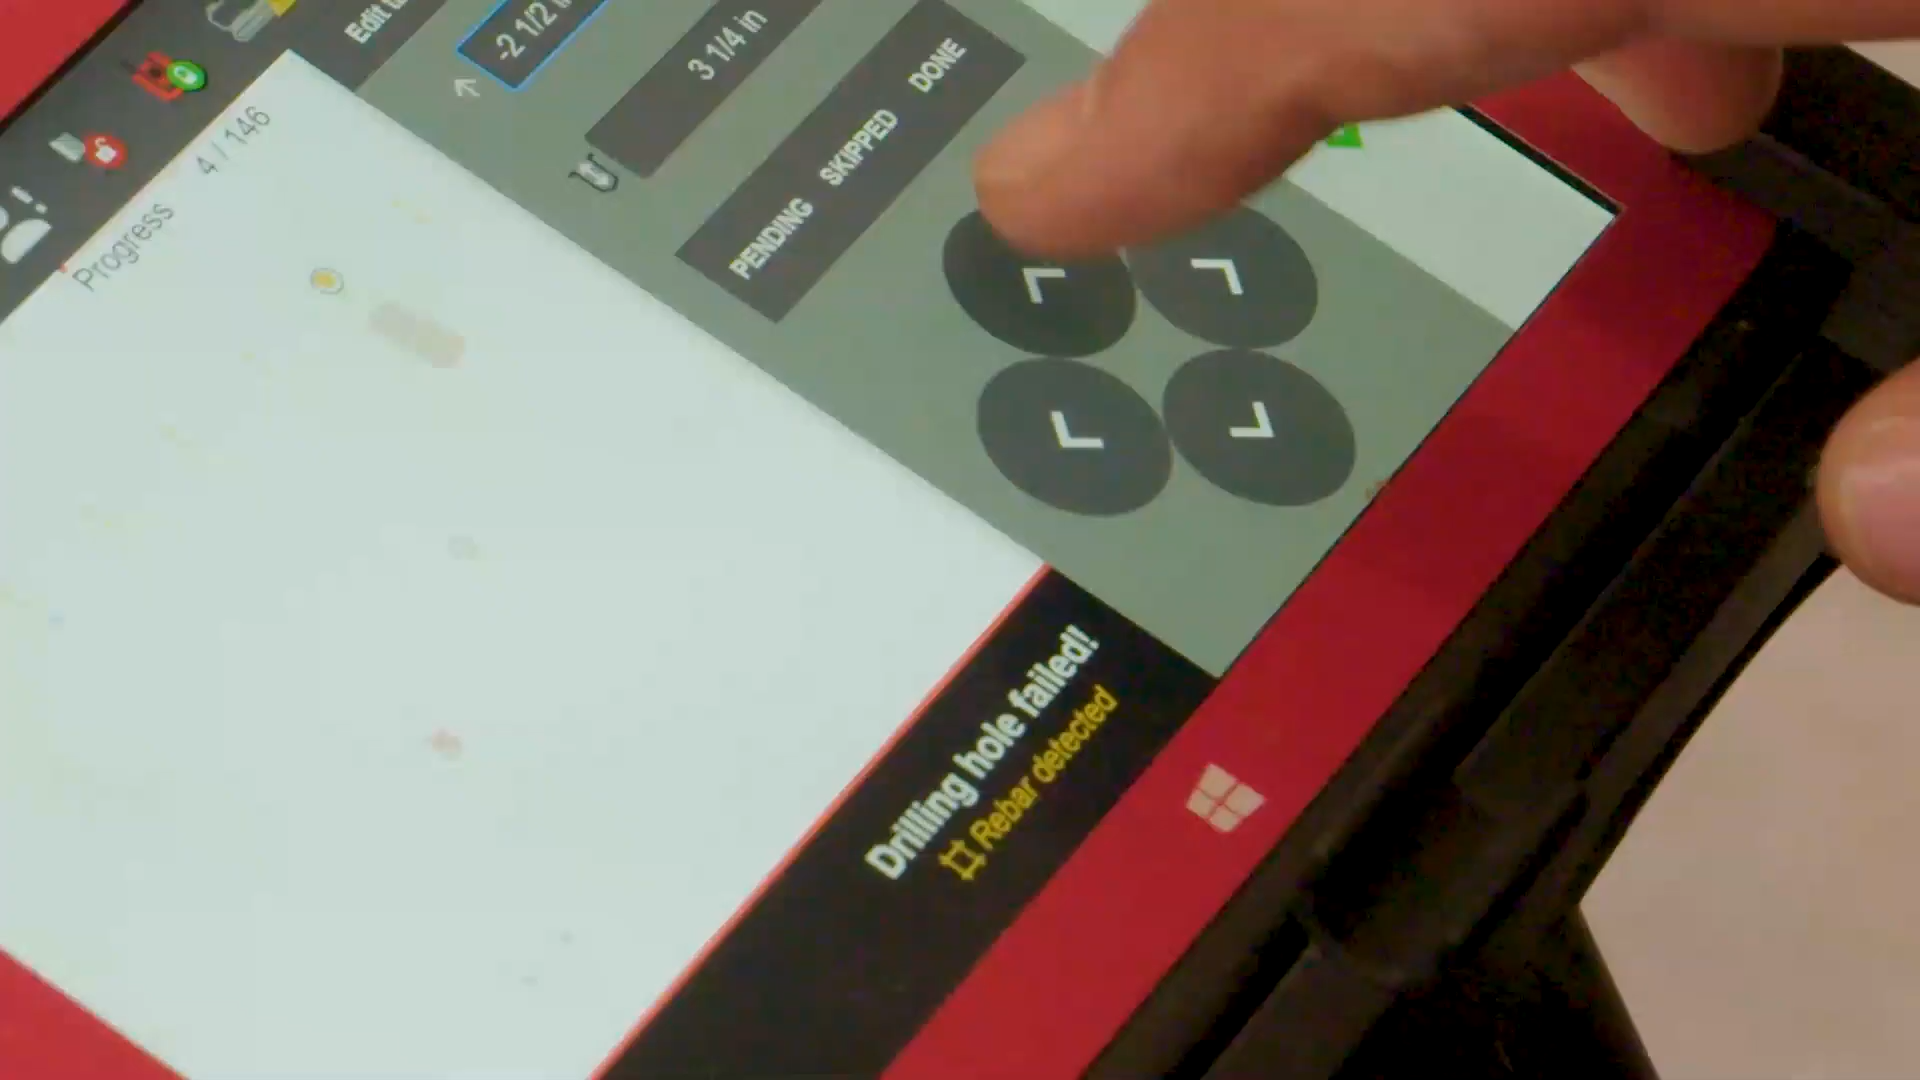 Edit
-2 1/2
3 1/4 in
PENDING SKIPPED DONE
Progress 4 / 146
Drilling hole failed!
Rebar detected